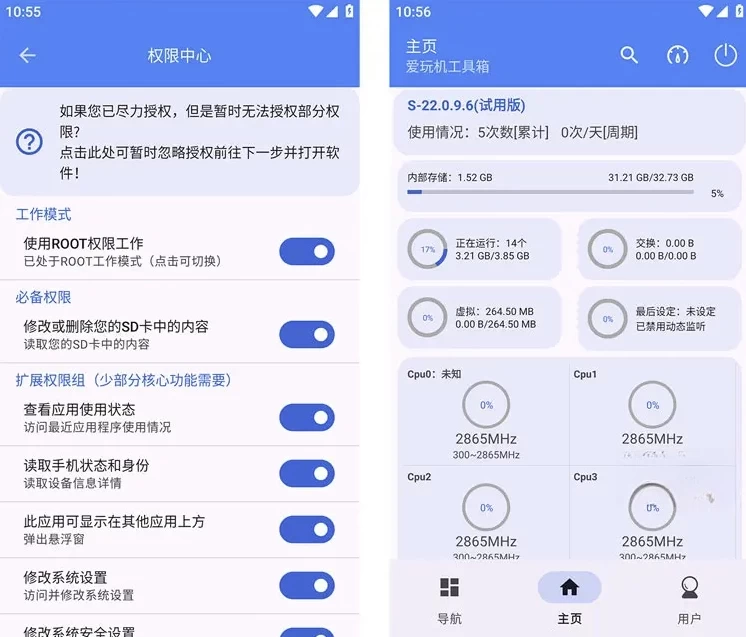 10:55
权限中心
如果您已尽力授权，但是暂时无法授权部分权
限？
点击此处可暂时忽略授权前往下一步并打开软
件！
工作模式
使用ROOT权限工作
已处于ROOT工作模式（点击可切换）
必备权限
修改或删除您的SD卡中的内容
读取您的SD卡中的内容
扩展权限组（少部分核心功能需要）
查看应用使用状态
访问最近应用程序使用情况
读取手机状态和身份
读取设备信息详情
此应用可显示在其他应用上方
弹出悬浮窗
修改系统设置
访问并修改系统设置
修改系统安全设置
10:56
主页
爱玩机工具箱
S-22.0.9.6(试用版)
使用情况：5次数[累计] 0次/天[周期]
内部存储：1.52 GB 31.21 GB/32.73 GB
5%
17%
正在运行：14个
3.21 GB/3.85 GB
0%
交换：0.00 B
0.00 B/0.00 B
0%
虚拟：264.50 MB
0.00 B/264.50 MB
0%
最后设定：未设定
已禁用动态监听
Cpu0：未知
0%
2865MHz
300~2865MHz
Cpu1
0%
2865MHz
Cpu2
0%
2865MHz
300~2865MHz
Cpu3
0%
2865MHz
300~2865MHz
导航
主页
用户